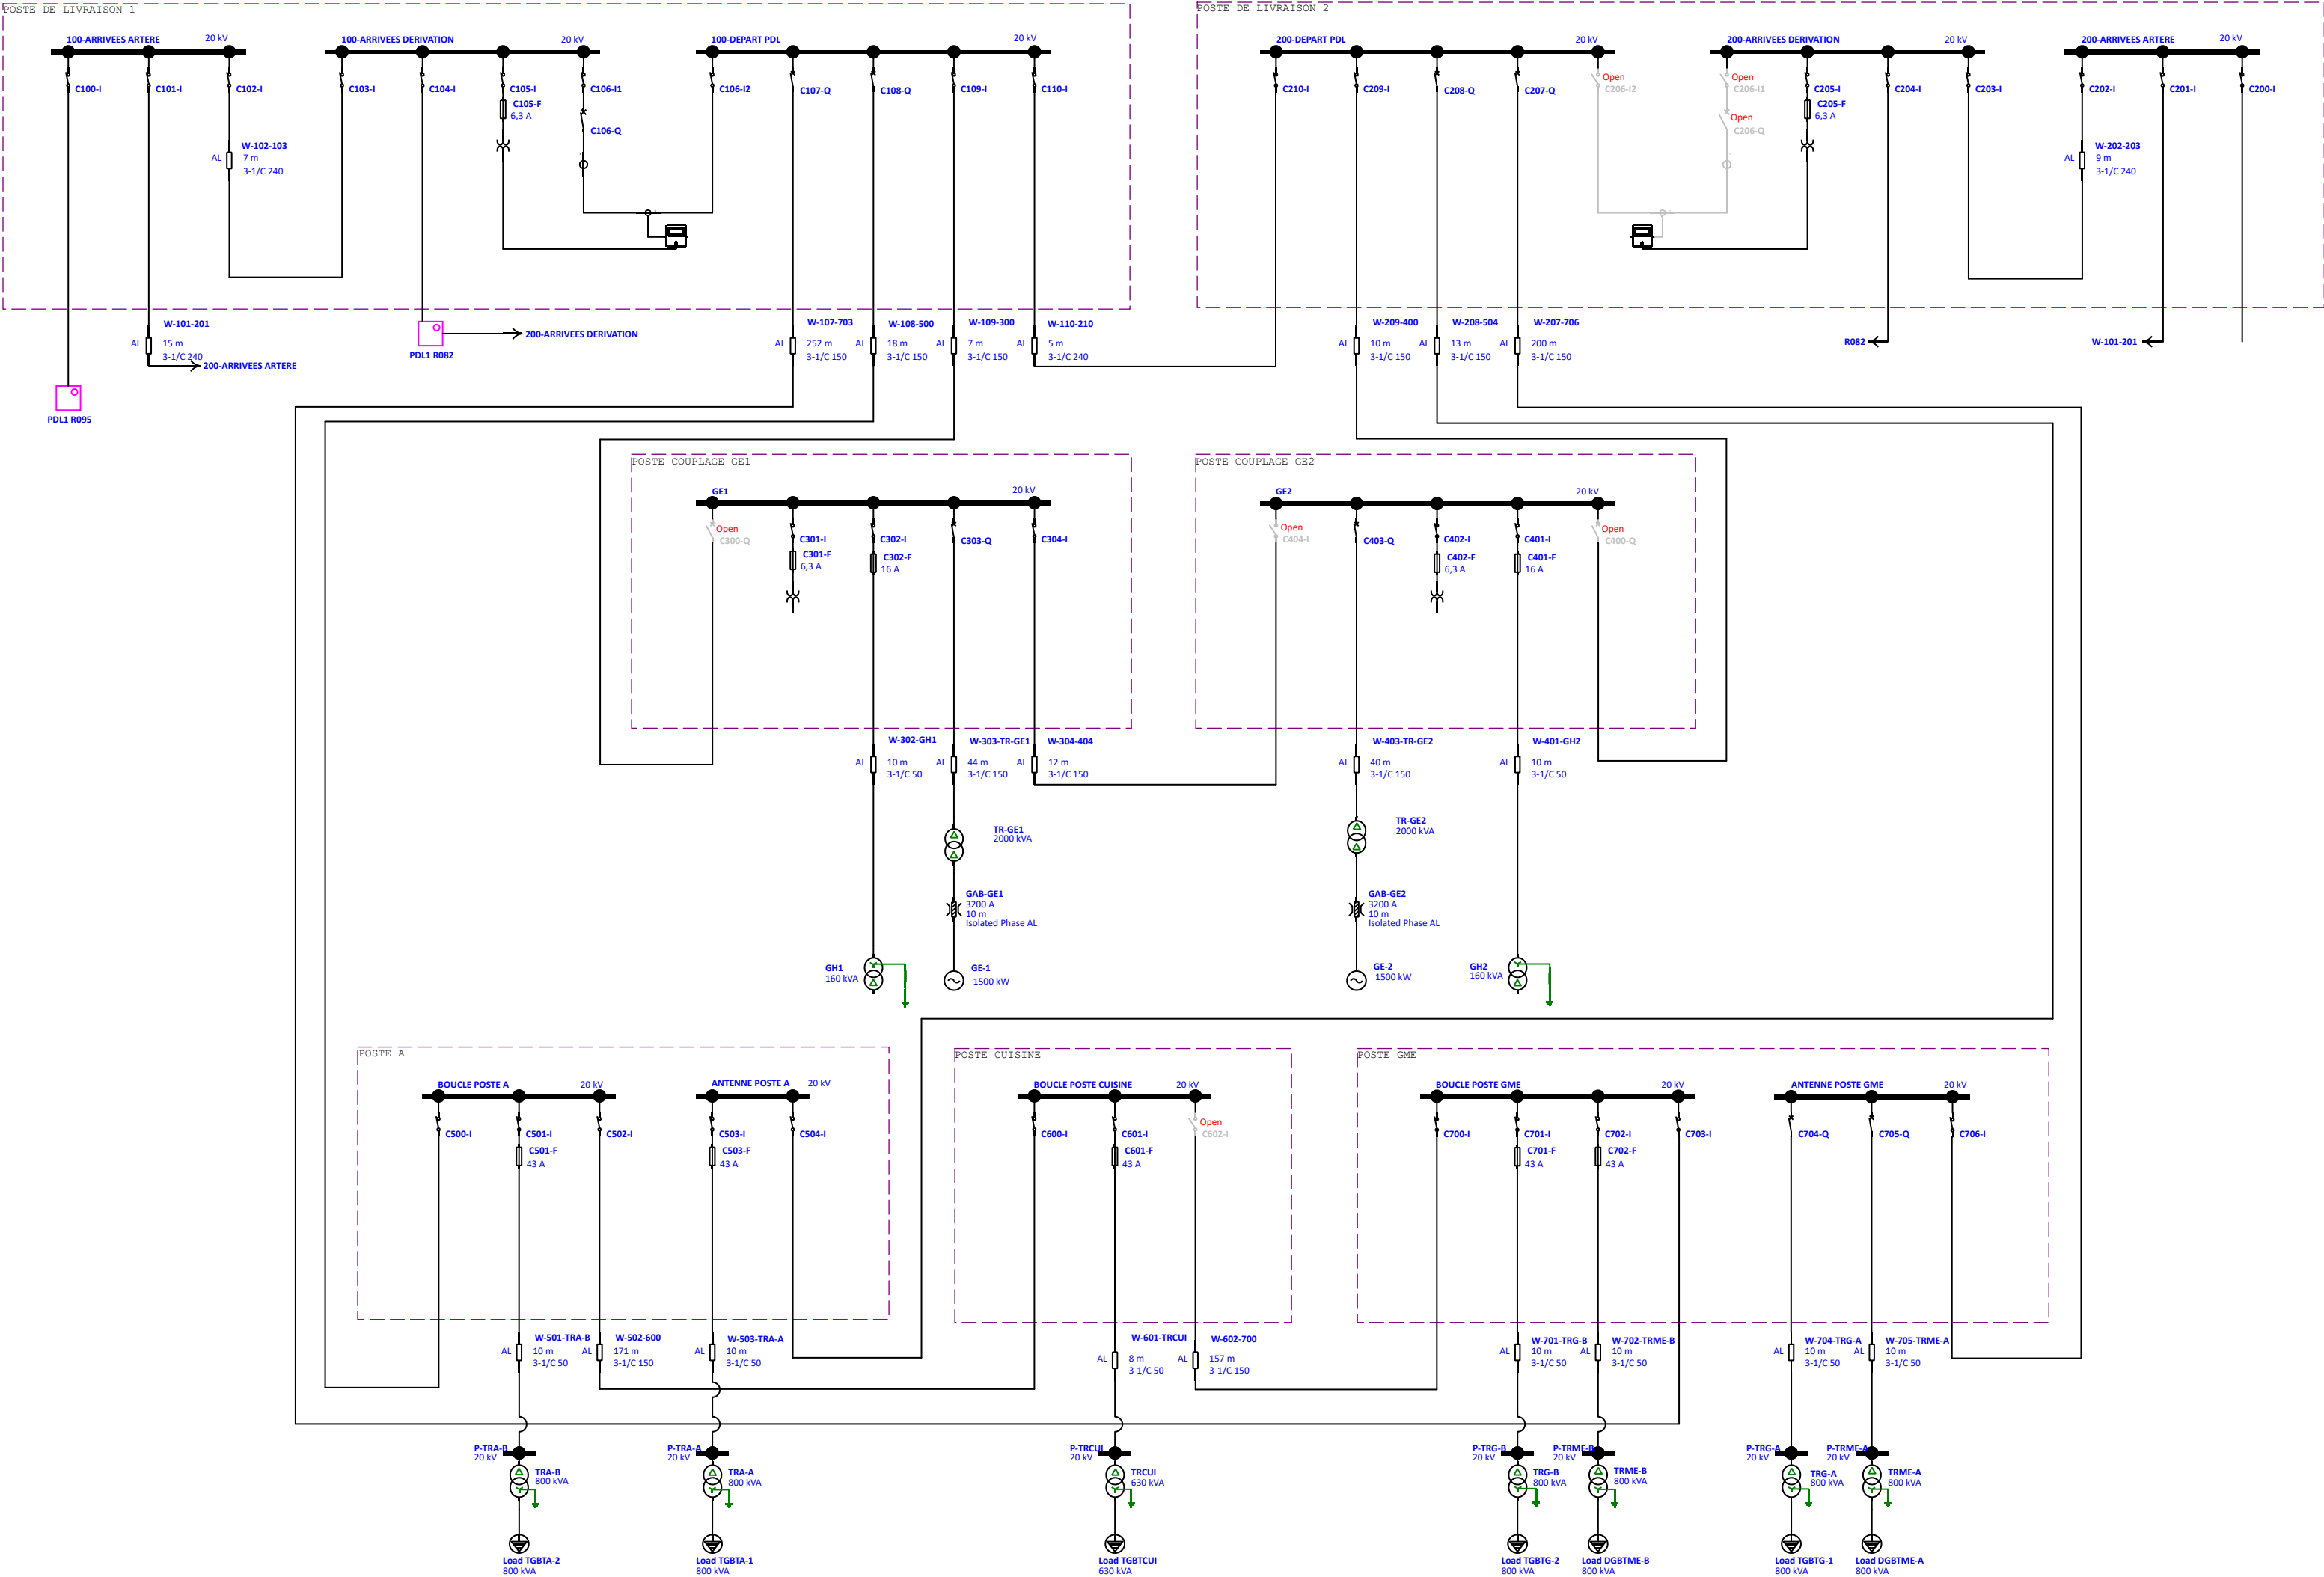 POSTE DE LIVRAISON 1
100-ARRIVEES ARTERE
20 kV
C100-I
C101-I
C102-I
W-102-103
AL
7 m
3-1/C 240
100-ARRIVEES DERIVATION
20 kV
C103-I
C104-I
C105-I
C105-F
6,3 A
C106-I1
C106-Q
100-DEPART PDL
20 kV
C106-I2
C107-Q
C108-Q
C109-I
C110-I
POSTE DE LIVRAISON 2
200-DEPART PDL
20 kV
C210-I
C209-I
C208-Q
C207-Q
Open
C206-I2
200-ARRIVEES DERIVATION
20 kV
Open
C206-I1
Open
C206-Q
C205-I
C205-F
6,3 A
C204-I
C203-I
200-ARRIVEES ARTERE
20 kV
C202-I
C201-I
C200-I
W-202-203
AL
9 m
3-1/C 240
W-101-201
AL
15 m
3-1/C 240
200-ARRIVEES ARTERE
PDL1 R095
PDL1 R082
200-ARRIVEES DERIVATION
W-107-703
AL
252 m
3-1/C 150
W-108-500
AL
18 m
3-1/C 150
W-109-300
AL
7 m
3-1/C 150
W-110-210
AL
5 m
3-1/C 240
W-209-400
AL
10 m
3-1/C 150
W-208-504
AL
13 m
3-1/C 150
W-207-706
AL
200 m
3-1/C 150
R082
W-101-201
POSTE COUPLAGE GE1
GE1
20 kV
Open
C300-Q
C301-I
C301-F
6,3 A
C302-I
C302-F
16 A
C303-Q
C304-I
POSTE COUPLAGE GE2
GE2
20 kV
Open
C404-I
C403-Q
C402-I
C402-F
6,3 A
C401-I
C401-F
16 A
Open
C400-Q
W-302-GH1
AL
10 m
3-1/C 50
W-303-TR-GE1
AL
44 m
3-1/C 150
W-304-404
AL
12 m
3-1/C 150
W-403-TR-GE2
AL
40 m
3-1/C 150
W-401-GH2
AL
10 m
3-1/C 50
TR-GE1
2000 kVA
TR-GE2
2000 kVA
GAB-GE1
3200 A
10 m
Isolated Phase AL
GAB-GE2
3200 A
10 m
Isolated Phase AL
GH1
160 kVA
GE-1
1500 kW
GE-2
1500 kW
GH2
160 kVA
POSTE A
BOUCLE POSTE A
20 kV
C500-I
C501-I
C501-F
43 A
C502-I
ANTENNE POSTE A
20 kV
C503-I
C503-F
43 A
C504-I
POSTE CUISINE
BOUCLE POSTE CUISINE
20 kV
C600-I
C601-I
C601-F
43 A
Open
C602-I
POSTE GME
BOUCLE POSTE GME
20 kV
C700-I
C701-I
C701-F
43 A
C702-I
C702-F
43 A
C703-I
ANTENNE POSTE GME
20 kV
C704-Q
C705-Q
C706-I
W-501-TRA-B
AL
10 m
3-1/C 50
W-502-600
AL
171 m
3-1/C 150
W-503-TRA-A
AL
10 m
3-1/C 50
W-601-TRCUI
AL
8 m
3-1/C 50
W-602-700
AL
157 m
3-1/C 150
W-701-TRG-B
AL
10 m
3-1/C 50
W-702-TRME-B
AL
10 m
3-1/C 50
W-704-TRG-A
AL
10 m
3-1/C 50
W-705-TRME-A
AL
10 m
3-1/C 50
P-TRA-B
20 kV
TRA-B
800 kVA
Load TGBTA-2
800 kVA
P-TRA-A
20 kV
TRA-A
800 kVA
Load TGBTA-1
800 kVA
P-TRCUI
20 kV
TRCUI
630 kVA
Load TGBTCUI
630 kVA
P-TRG-B
20 kV
TRG-B
800 kVA
Load TGBTG-2
800 kVA
P-TRME-B
20 kV
TRME-B
800 kVA
Load DGBTME-B
800 kVA
P-TRG-A
20 kV
TRG-A
800 kVA
Load TGBTG-1
800 kVA
P-TRME-A
20 kV
TRME-A
800 kVA
Load DGBTME-A
800 kVA